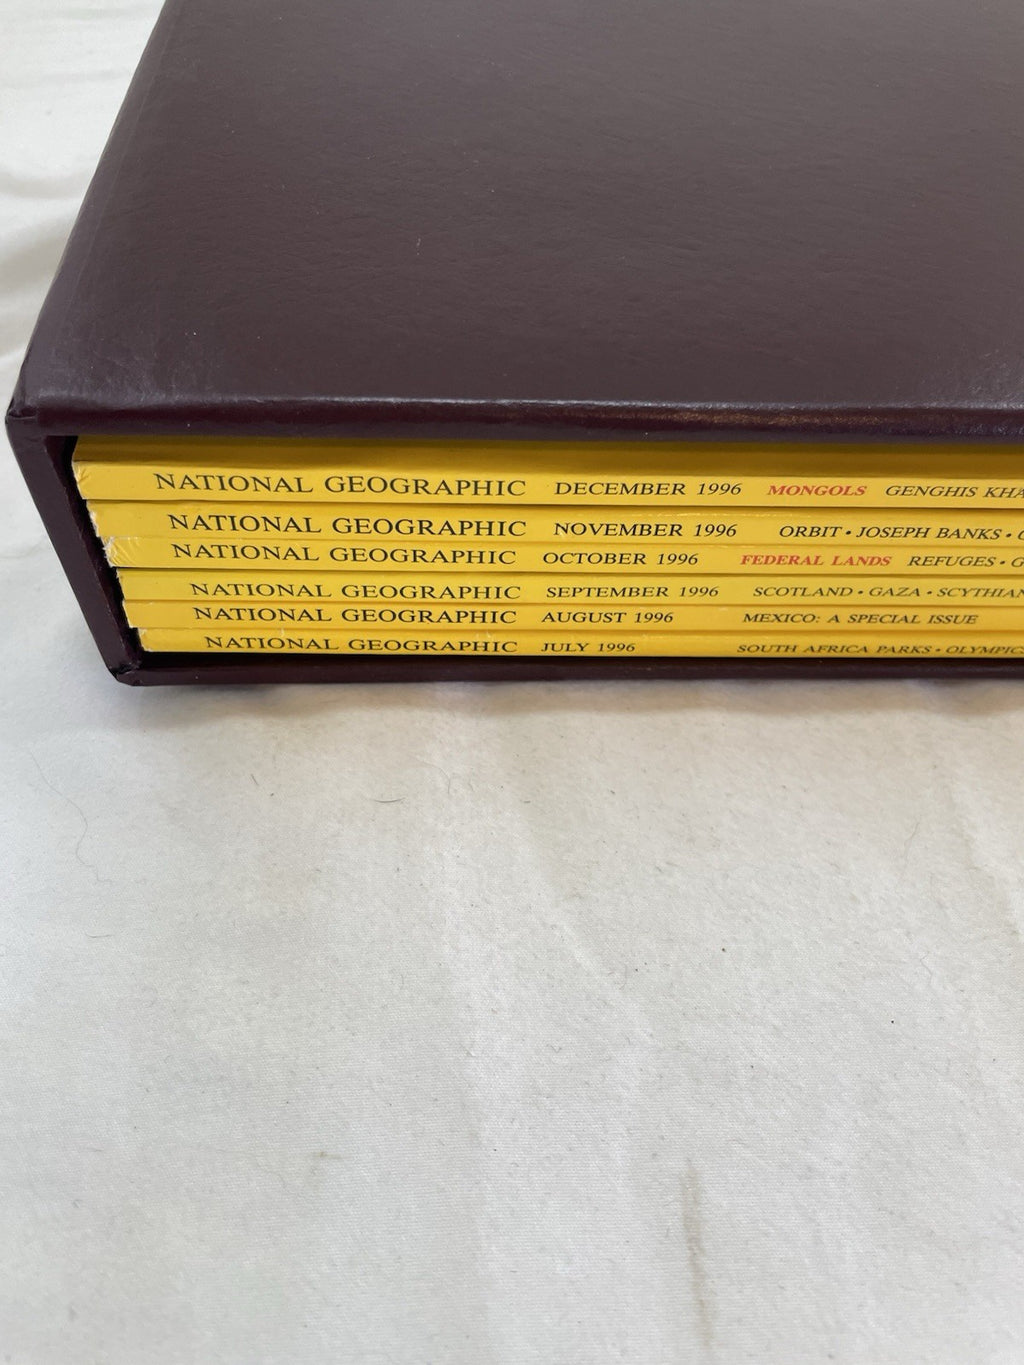 NATIONAL GEOGRAPHIC DECEMBER 1996 MONGOLS GENGHIS
NATIONAL GEOGRAPHIC NOVEMBER 1996 ORBIT • JOSEPH BANKS •
NATIONAL GEOGRAPHIC OCTOBER 1996 FEDERAL LANDS REFUGES •
NATIONAL GEOGRAPHIC SEPTEMBER 1996 SCOTLAND • GAZA • SCYTHIAN
NATIONAL GEOGRAPHIC AUGUST 1996 MEXICO: A SPECIAL ISSUE
NATIONAL GEOGRAPHIC JULY 1996 SOUTH AFRICA PARKS • OLYMPICS